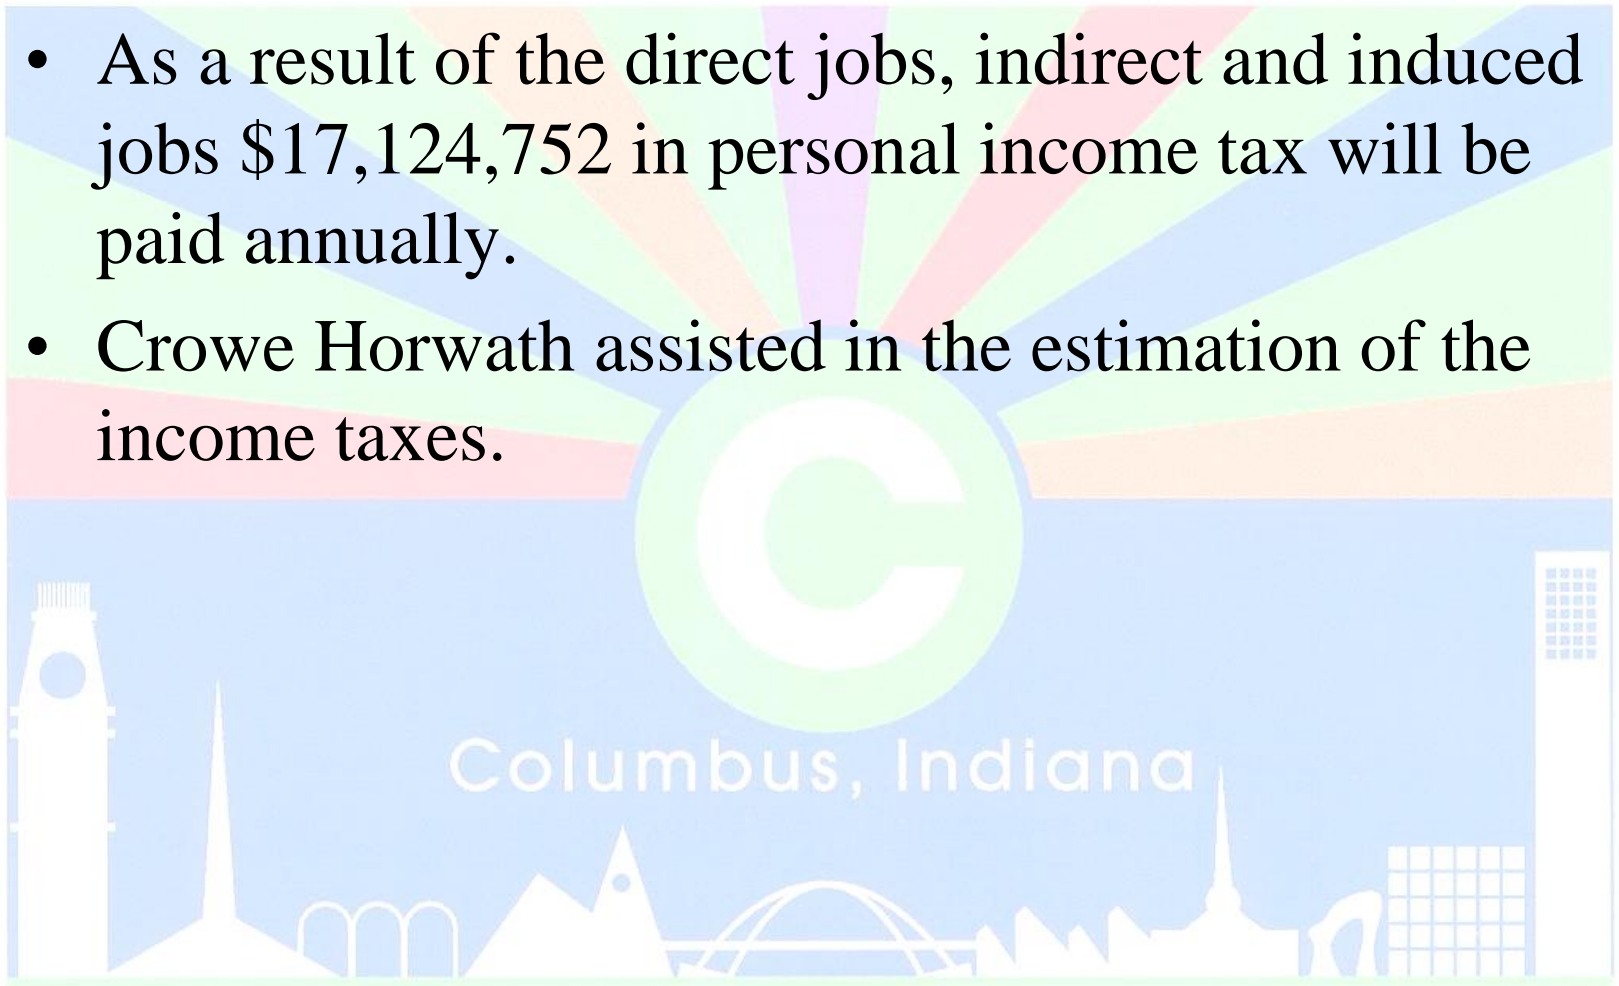 • As a result of the direct jobs, indirect and induced
jobs $17,124,752 in personal income tax will be
paid annually.
• Crowe Horwath assisted in the estimation of the
income taxes.
C
Columbus, Indiana